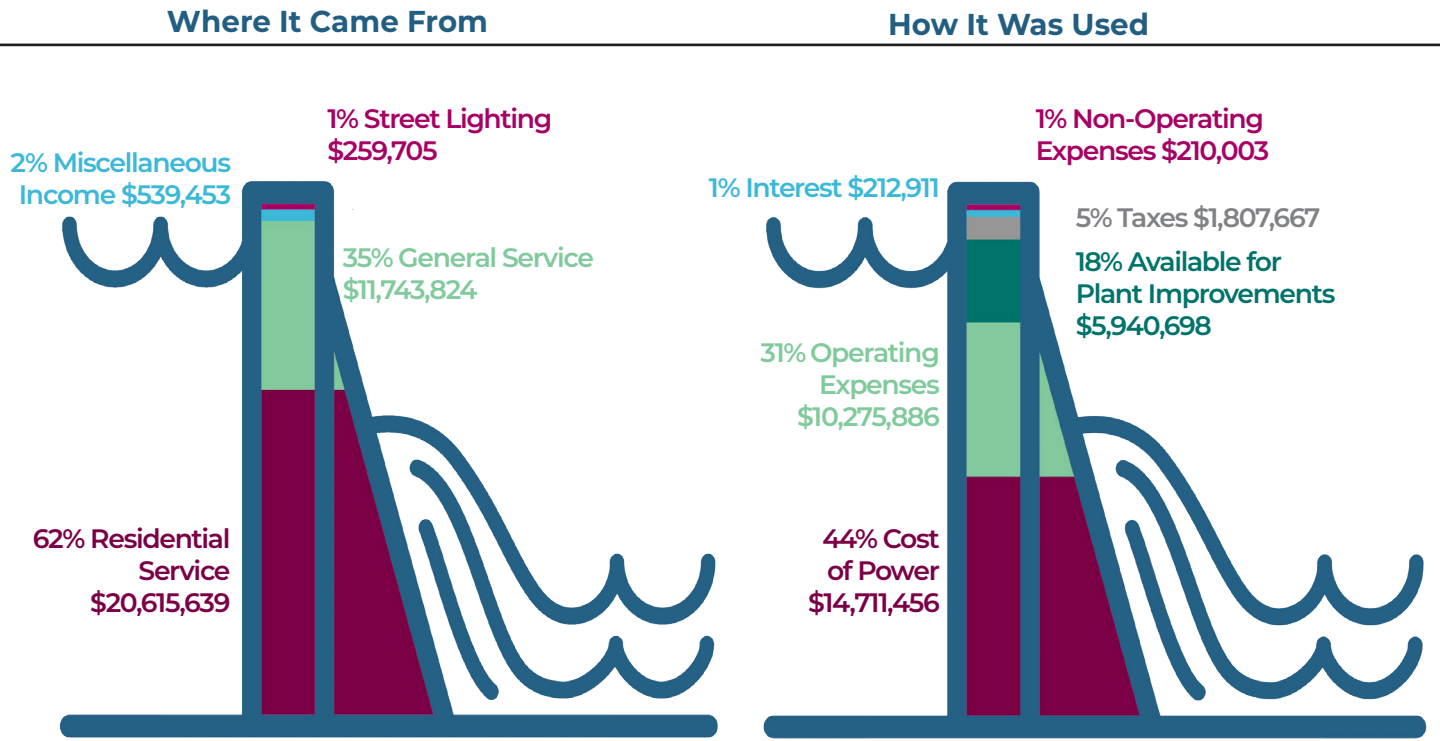 Where It Came From
1% Street Lighting
$259,705
2% Miscellaneous
Income $539,453
35% General Service
$11,743,824
62% Residential
Service
$20,615,639
How It Was Used
1% Non-Operating
Expenses $210,003
1% Interest $212,911
5% Taxes $1,807,667
18% Available for
Plant Improvements
$5,940,698
31% Operating
Expenses
$10,275,886
44% Cost
of Power
$14,711,456